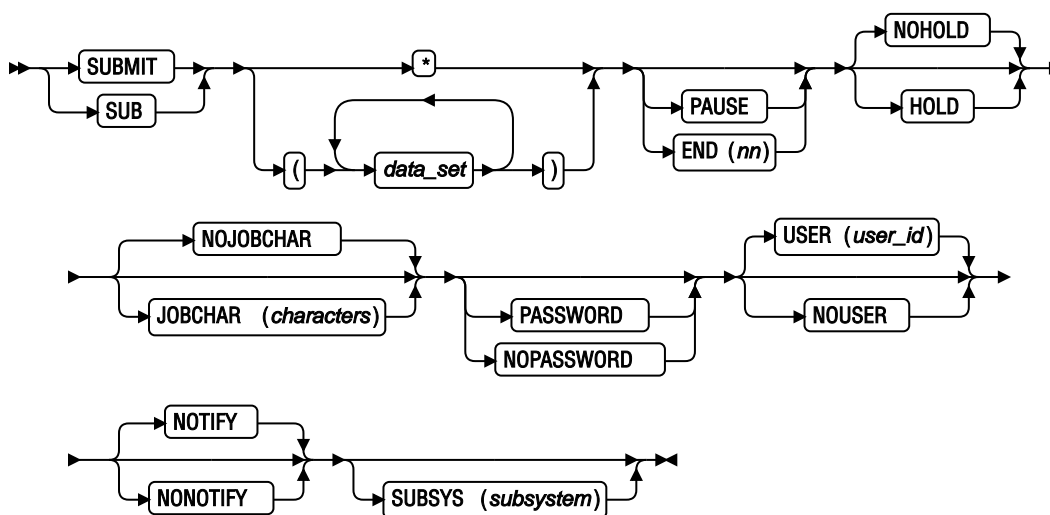 SUBMIT
SUB
*
( data_set )
PAUSE
END (nn)
NOHOLD
HOLD
NOJOBCHAR
JOBCHAR (characters)
PASSWORD
NOPASSWORD
USER (user_id)
NOUSER
NOTIFY
NONOTIFY
SUBSYS (subsystem)